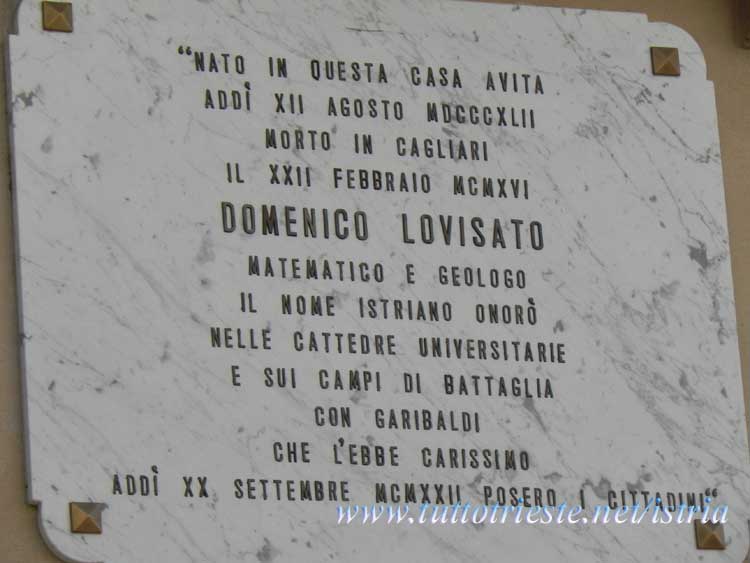 “NATO IN QUESTA CASA AVITA
ADDÌ XII AGOSTO MDCCCXLII
MORTO IN CAGLIARI
IL XXII FEBBRAIO MCMXVI
DOMENICO LOVISATO
MATEMATICO E GEOLOGO
IL NOME ISTRIANO ONORÒ
NELLE CATTEDRE UNIVERSITARIE
E SUI CAMPI DI BATTAGLIA
CON GARIBALDI
CHE L'EBBE CARISSIMO
ADDÌ XX SETTEMBRE MCMXXII POSERO I CITTADINI“
www.tuttotrieste.net/istria